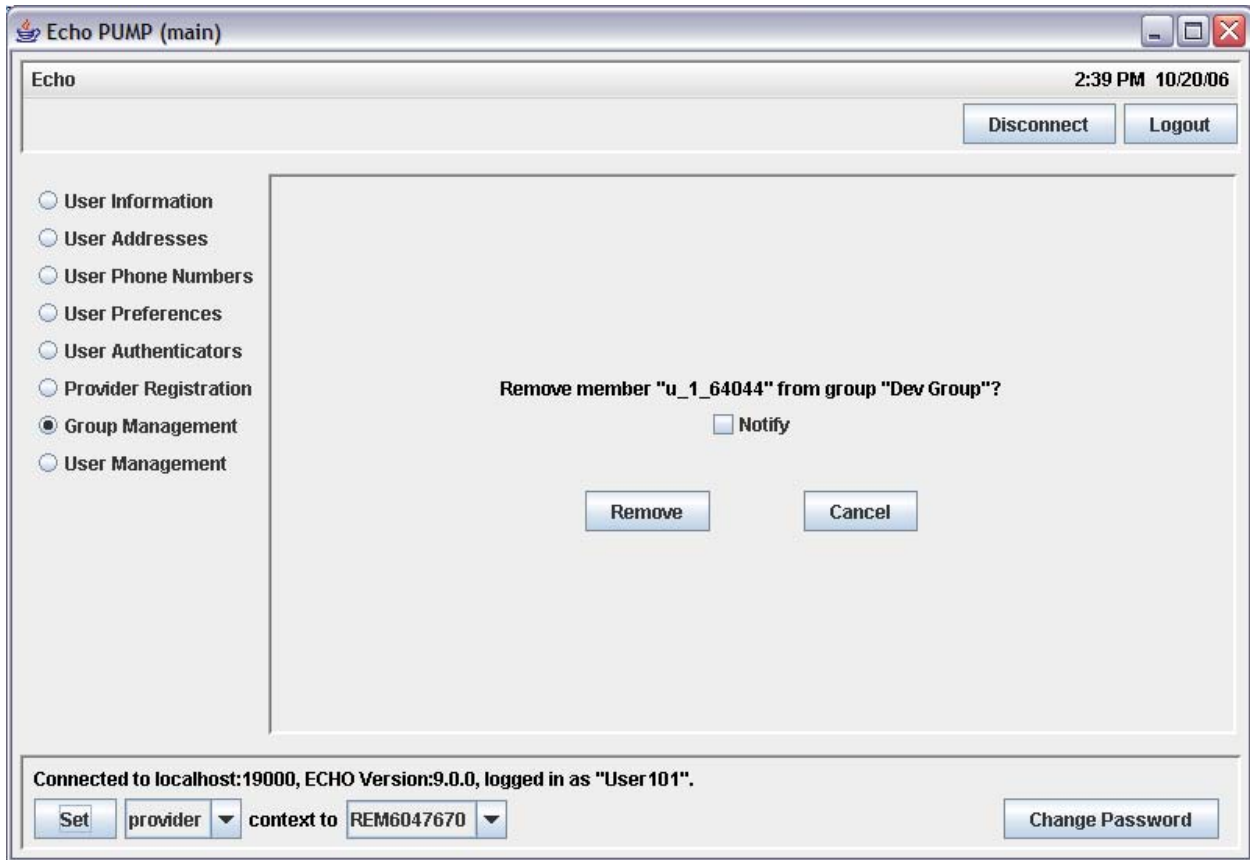 Echo PUMP (main)
Echo
2:39 PM 10/20/06
Disconnect
Logout
User Information
User Addresses
User Phone Numbers
User Preferences
User Authenticators
Provider Registration
Group Management
User Management
Remove member "u_1_64044" from group "Dev Group"?
Notify
Remove
Cancel
Connected to localhost:19000, ECHO Version:9.0.0, logged in as "User101".
Set
provider
context to
REM6047670
Change Password